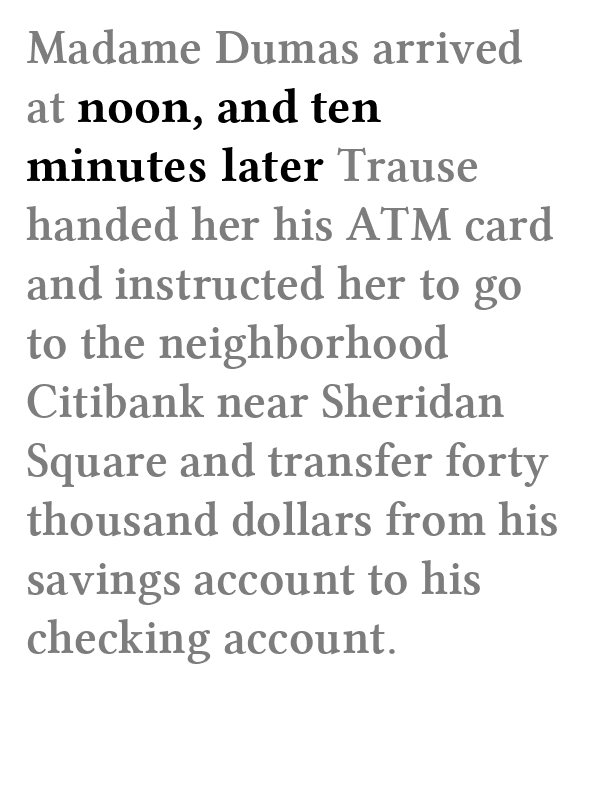 Madame Dumas arrived
at noon, and ten
minutes later Trause
handed her his ATM card
and instructed her to go
to the neighborhood
Citibank near Sheridan
Square and transfer forty
thousand dollars from his
savings account to his
checking account.